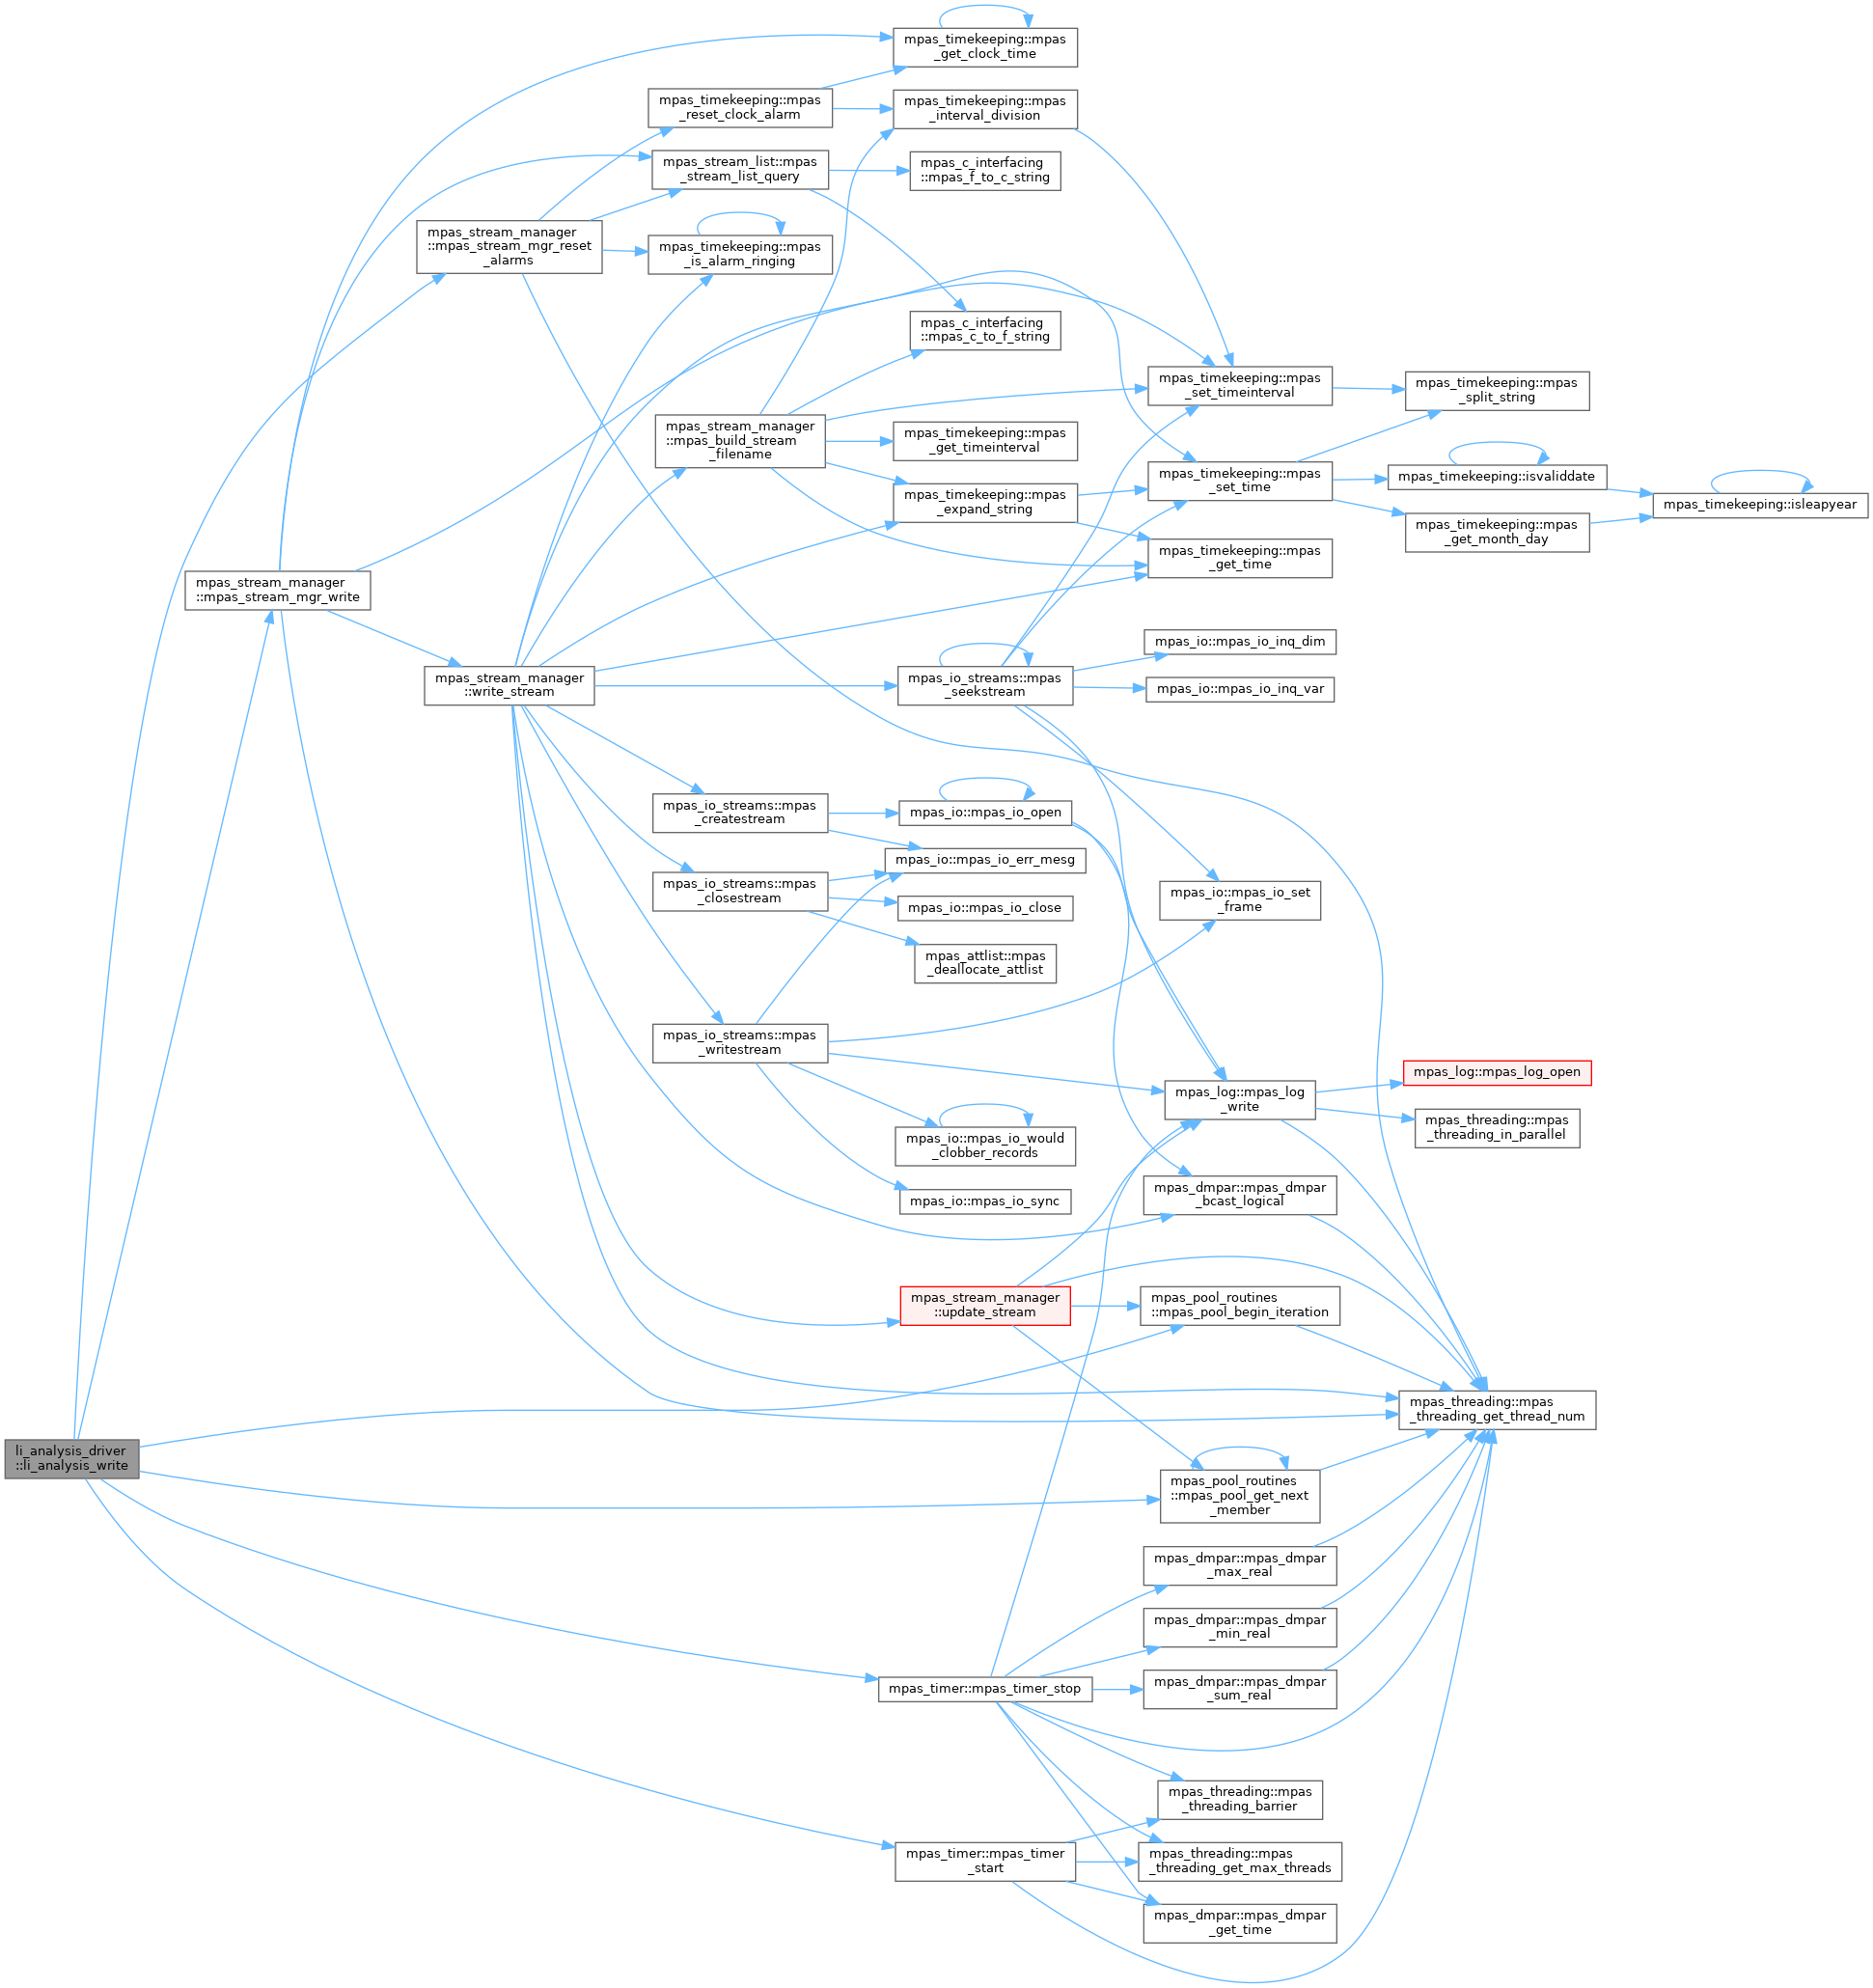 mpas_timekeeping::mpas
_get_clock_time
mpas_timekeeping::mpas
_reset_clock_alarm
mpas_timekeeping::mpas
_interval_division
mpas_stream_list::mpas
_stream_list_query
mpas_c_interfacing
::mpas_f_to_c_string
mpas_stream_manager
::mpas_stream_mgr_reset
_alarms
mpas_timekeeping::mpas
_is_alarm_ringing
mpas_c_interfacing
::mpas_c_to_f_string
mpas_timekeeping::mpas
_set_timeinterval
mpas_timekeeping::mpas
_split_string
mpas_stream_manager
::mpas_build_stream
_filename
mpas_timekeeping::mpas
_get_timeinterval
mpas_timekeeping::mpas
_set_time
mpas_timekeeping::isvaliddate
mpas_timekeeping::isleapyear
mpas_timekeeping::mpas
_expand_string
mpas_timekeeping::mpas
_get_month_day
mpas_timekeeping::mpas
_get_time
mpas_stream_manager
::mpas_stream_mgr_write
mpas_io::mpas_io_inq_dim
mpas_stream_manager
::write_stream
mpas_io_streams::mpas
_seekstream
mpas_io::mpas_io_inq_var
mpas_io_streams::mpas
_createstream
mpas_io::mpas_io_open
mpas_io::mpas_io_err_mesg
mpas_io_streams::mpas
_closestream
mpas_io::mpas_io_close
mpas_io::mpas_io_set
_frame
mpas_attlist::mpas
_deallocate_attlist
mpas_io_streams::mpas
_writestream
mpas_log::mpas_log
_write
mpas_log::mpas_log_open
mpas_threading::mpas
_threading_in_parallel
mpas_io::mpas_io_would
_clobber_records
mpas_io::mpas_io_sync
mpas_dmpar::mpas_dmpar
_bcast_logical
mpas_stream_manager
::update_stream
mpas_pool_routines
::mpas_pool_begin_iteration
mpas_threading::mpas
_threading_get_thread_num
li_analysis_driver
::li_analysis_write
mpas_pool_routines
::mpas_pool_get_next
_member
mpas_dmpar::mpas_dmpar
_max_real
mpas_dmpar::mpas_dmpar
_min_real
mpas_timer::mpas_timer_stop
mpas_dmpar::mpas_dmpar
_sum_real
mpas_threading::mpas
_threading_barrier
mpas_timer::mpas_timer
_start
mpas_threading::mpas
_threading_get_max_threads
mpas_dmpar::mpas_dmpar
_get_time